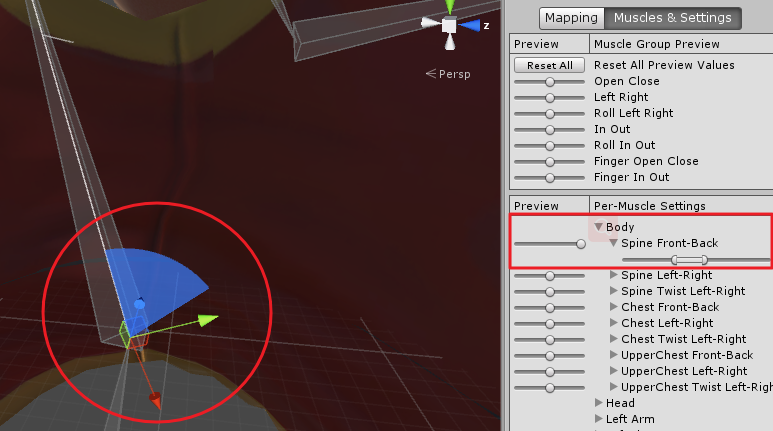 z
Persp
Mapping
Muscles & Settings
Preview
Muscle Group Preview
Reset All
Reset All Preview Values
Open Close
Left Right
Roll Left Right
In Out
Roll In Out
Finger Open Close
Finger In Out
Preview
Per-Muscle Settings
Body
Spine Front-Back
Spine Left-Right
Spine Twist Left-Right
Chest Front-Back
Chest Left-Right
Chest Twist Left-Right
UpperChest Front-Back
UpperChest Left-Right
UpperChest Twist Left-Righ
Head
Left Arm